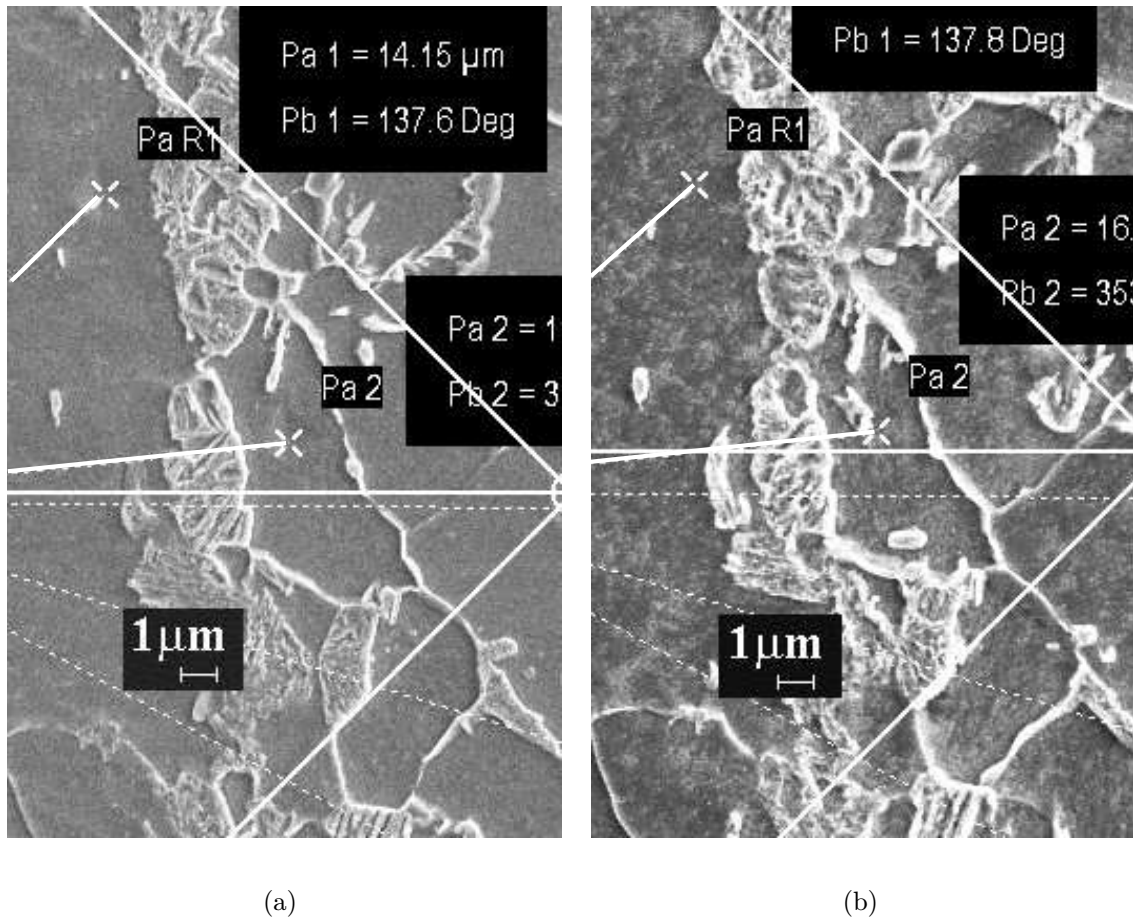 Pa 1 = 14.15 µm
Pb 1 = 137.6 Deg
Pa R1
Pa 2 = 1
Pb 2 = 3
Pa 2
1µm
(a)
Pb 1 = 137.8 Deg
Pa R1
Pa 2 = 16.
Pb 2 = 353
Pa 2
1µm
(b)